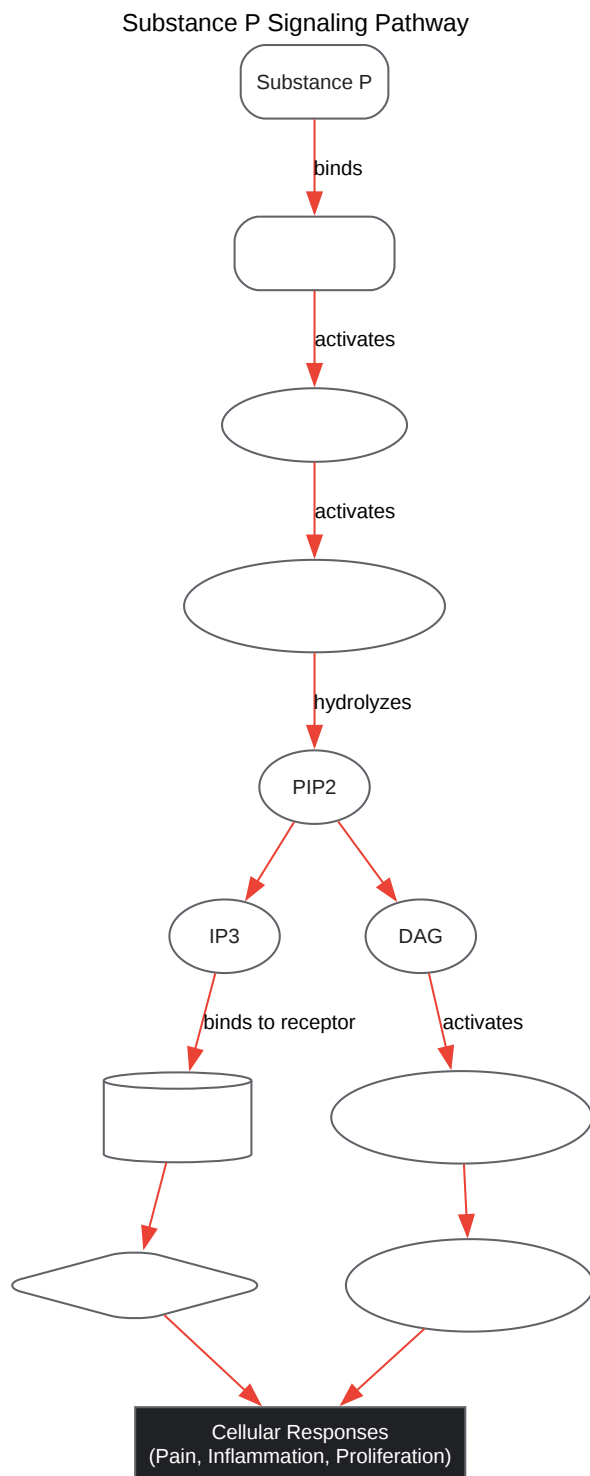 Substance P Signaling Pathway
Substance P
binds
activates
activates
hydrolyzes
PIP2
IP3
DAG
binds to receptor
activates
Cellular Responses
(Pain, Inflammation, Proliferation)